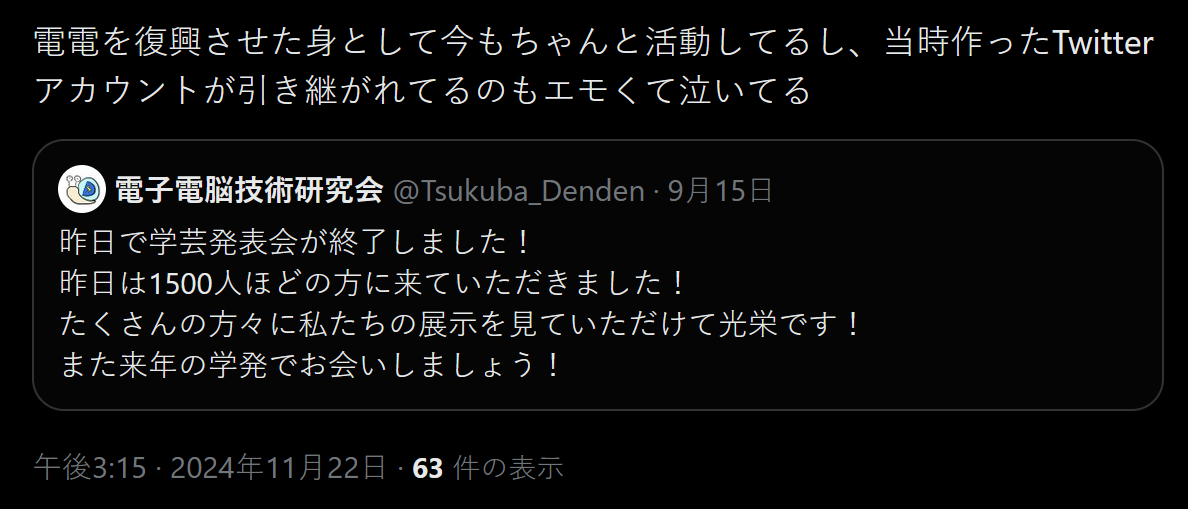 電電を復興させた身として今もちゃんと活動してるし、当時作ったTwitter
アカウントが引き継がれてるのもエモくて泣いてる
電子電脳技術研究会 @Tsukuba_Denden · 9月15日
昨日で学芸発表会が終了しました！
昨日は1500人ほどの方に来ていただきました！
たくさんの方々に私たちの展示を見ていただけて光栄です！
また来年の学発でお会いしましょう！
午後3:15 · 2024年11月22日 · 63 件の表示